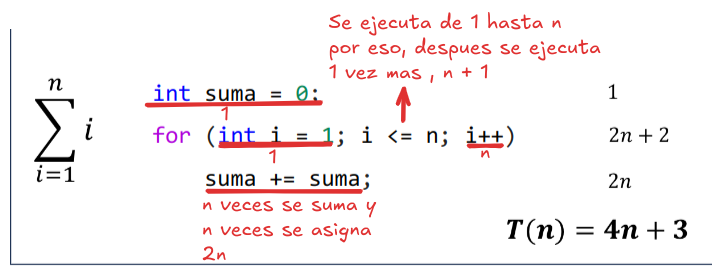 Se ejecuta de 1 hasta n
por eso, despues se ejecuta
1 vez mas , n + 1
n
∑ i
i=1
int suma = 0; 1
1
for (int i = 1; i <= n; i++) 2n + 2
1 n
suma += suma; 2n
n veces se suma y
n veces se asigna
2n
T(n) = 4n + 3